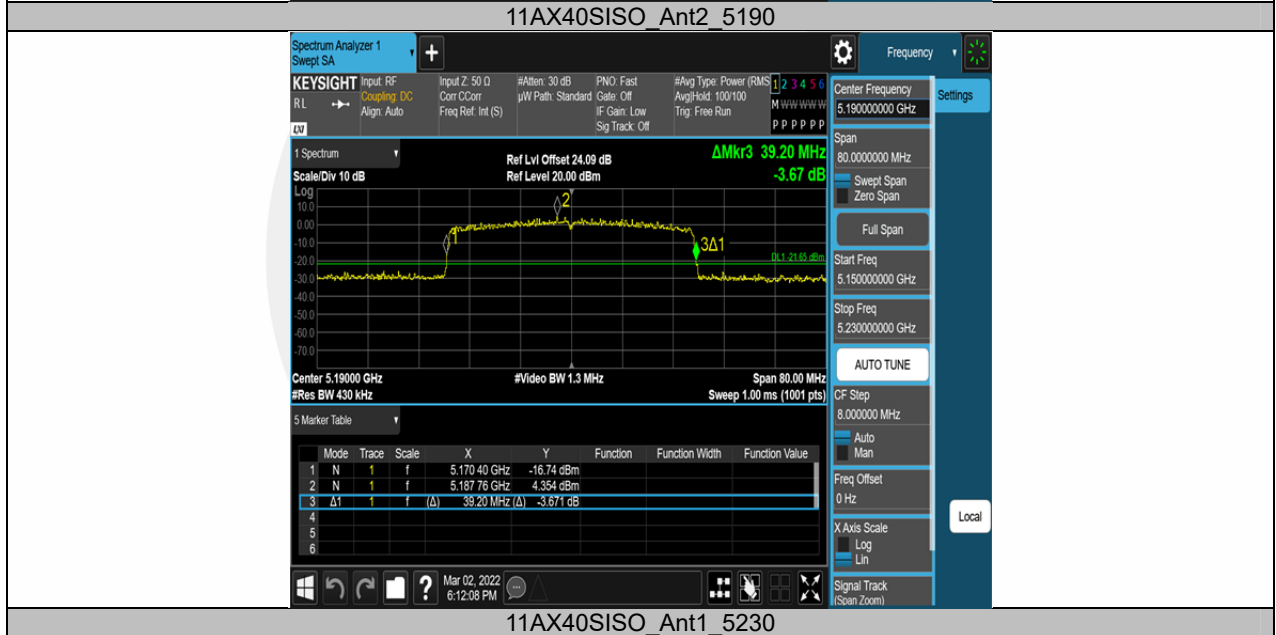 11AX40SISO_Ant2_5190
Spectrum Analyzer 1
Swept SA
+
Frequency
KEYSIGHT
RL
LXI
Input: RF
Coupling: DC
Align: Auto
Input Z: 50 Ω
Corr CCorr
Freq Ref: Int (S)
#Atten: 30 dB
µW Path: Standard
PNO: Fast
Gate: Off
IF Gain: Low
Sig Track: Off
#Avg Type: Power (RMS
Avg|Hold: 100/100
Trig: Free Run
1 2 3 4 5 6
M W W W W W
P P P P P P
1 Spectrum
Scale/Div 10 dB
Ref Lvl Offset 24.09 dB
Ref Level 20.00 dBm
ΔMkr3 39.20 MHz
-3.67 dB
Log
10.0
0.00
-10.0
-20.0
-30.0
-40.0
-50.0
-60.0
-70.0
1
2
3Δ1
DL1 -21.65 dBm
Center 5.19000 GHz
#Res BW 430 kHz
#Video BW 1.3 MHz
Span 80.00 MHz
Sweep 1.00 ms (1001 pts)
5 Marker Table
Mode Trace Scale X Y Function Function Width Function Value
1 N 1 f 5.170 40 GHz -16.74 dBm
2 N 1 f 5.187 76 GHz 4.354 dBm
3 Δ1 1 f (Δ) 39.20 MHz (Δ) -3.671 dB
4
5
6
Mar 02, 2022
6:12:08 PM
?
Center Frequency
5.190000000 GHz
Settings
Span
80.0000000 MHz
Swept Span
Zero Span
Full Span
Start Freq
5.150000000 GHz
Stop Freq
5.230000000 GHz
AUTO TUNE
CF Step
8.000000 MHz
Auto
Man
Freq Offset
0 Hz
X Axis Scale
Log
Lin
Local
Signal Track
(Span Zoom)
11AX40SISO_Ant1_5230